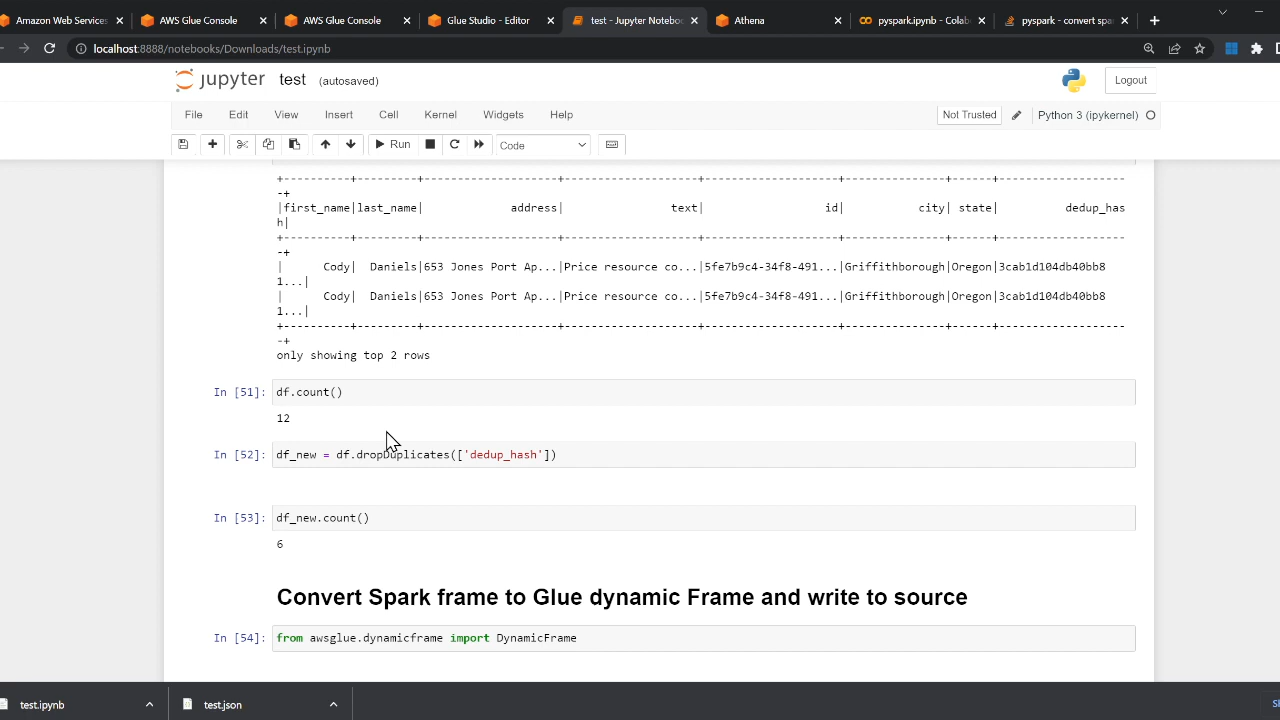 Amazon Web Services
AWS Glue Console
AWS Glue Console
Glue Studio - Editor
test - Jupyter Noteboo
Athena
pyspark.ipynb - Colab
pyspark - convert spa
localhost:8888/notebooks/Downloads/test.ipynb
jupyter test (autosaved)
Logout
File Edit View Insert Cell Kernel Widgets Help
Not Trusted
Python 3 (ipykernel)
Run
Code
+----------+---------+--------------------+--------------------+--------------------+--------------+------+-------------------
-+
|first_name|last_name| address| text| id| city| state| dedup_has
h|
+----------+---------+--------------------+--------------------+--------------------+--------------+------+-------------------
-+
| Cody| Daniels|653 Jones Port Ap...|Price resource co...|5fe7b9c4-34f8-491...|Griffithborough|Oregon|3cab1d104db40bb8
1...|
| Cody| Daniels|653 Jones Port Ap...|Price resource co...|5fe7b9c4-34f8-491...|Griffithborough|Oregon|3cab1d104db40bb8
1...|
+----------+---------+--------------------+--------------------+--------------------+--------------+------+-------------------
-+
only showing top 2 rows
In [51]: df.count()
12
In [52]: df_new = df.dropDuplicates(['dedup_hash'])
In [53]: df_new.count()
6
Convert Spark frame to Glue dynamic Frame and write to source
In [54]: from awsglue.dynamicframe import DynamicFrame
test.ipynb
test.json